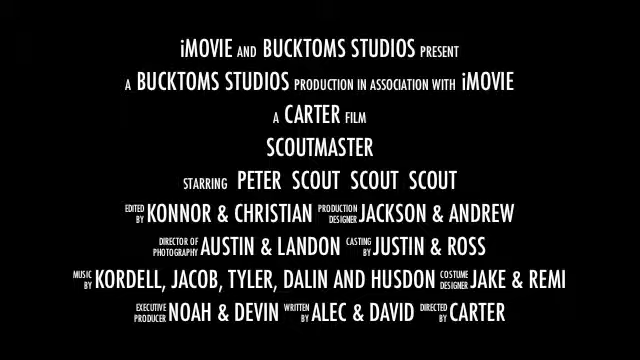 iMOVIE AND BUCKTOMS STUDIOS PRESENT
A BUCKTOMS STUDIOS PRODUCTION IN ASSOCIATION WITH iMOVIE
A CARTER FILM
SCOUTMASTER
STARRING PETER SCOUT SCOUT SCOUT
EDITED BY KONNOR & CHRISTIAN PRODUCTION DESIGNER JACKSON & ANDREW
DIRECTOR OF PHOTOGRAPHY AUSTIN & LANDON CASTING BY JUSTIN & ROSS
MUSIC BY KORDELL, JACOB, TYLER, DALIN AND HUSDON COSTUME DESIGNER JAKE & REMI
EXECUTIVE PRODUCER NOAH & DEVIN WRITTEN BY ALEC & DAVID DIRECTED BY CARTER